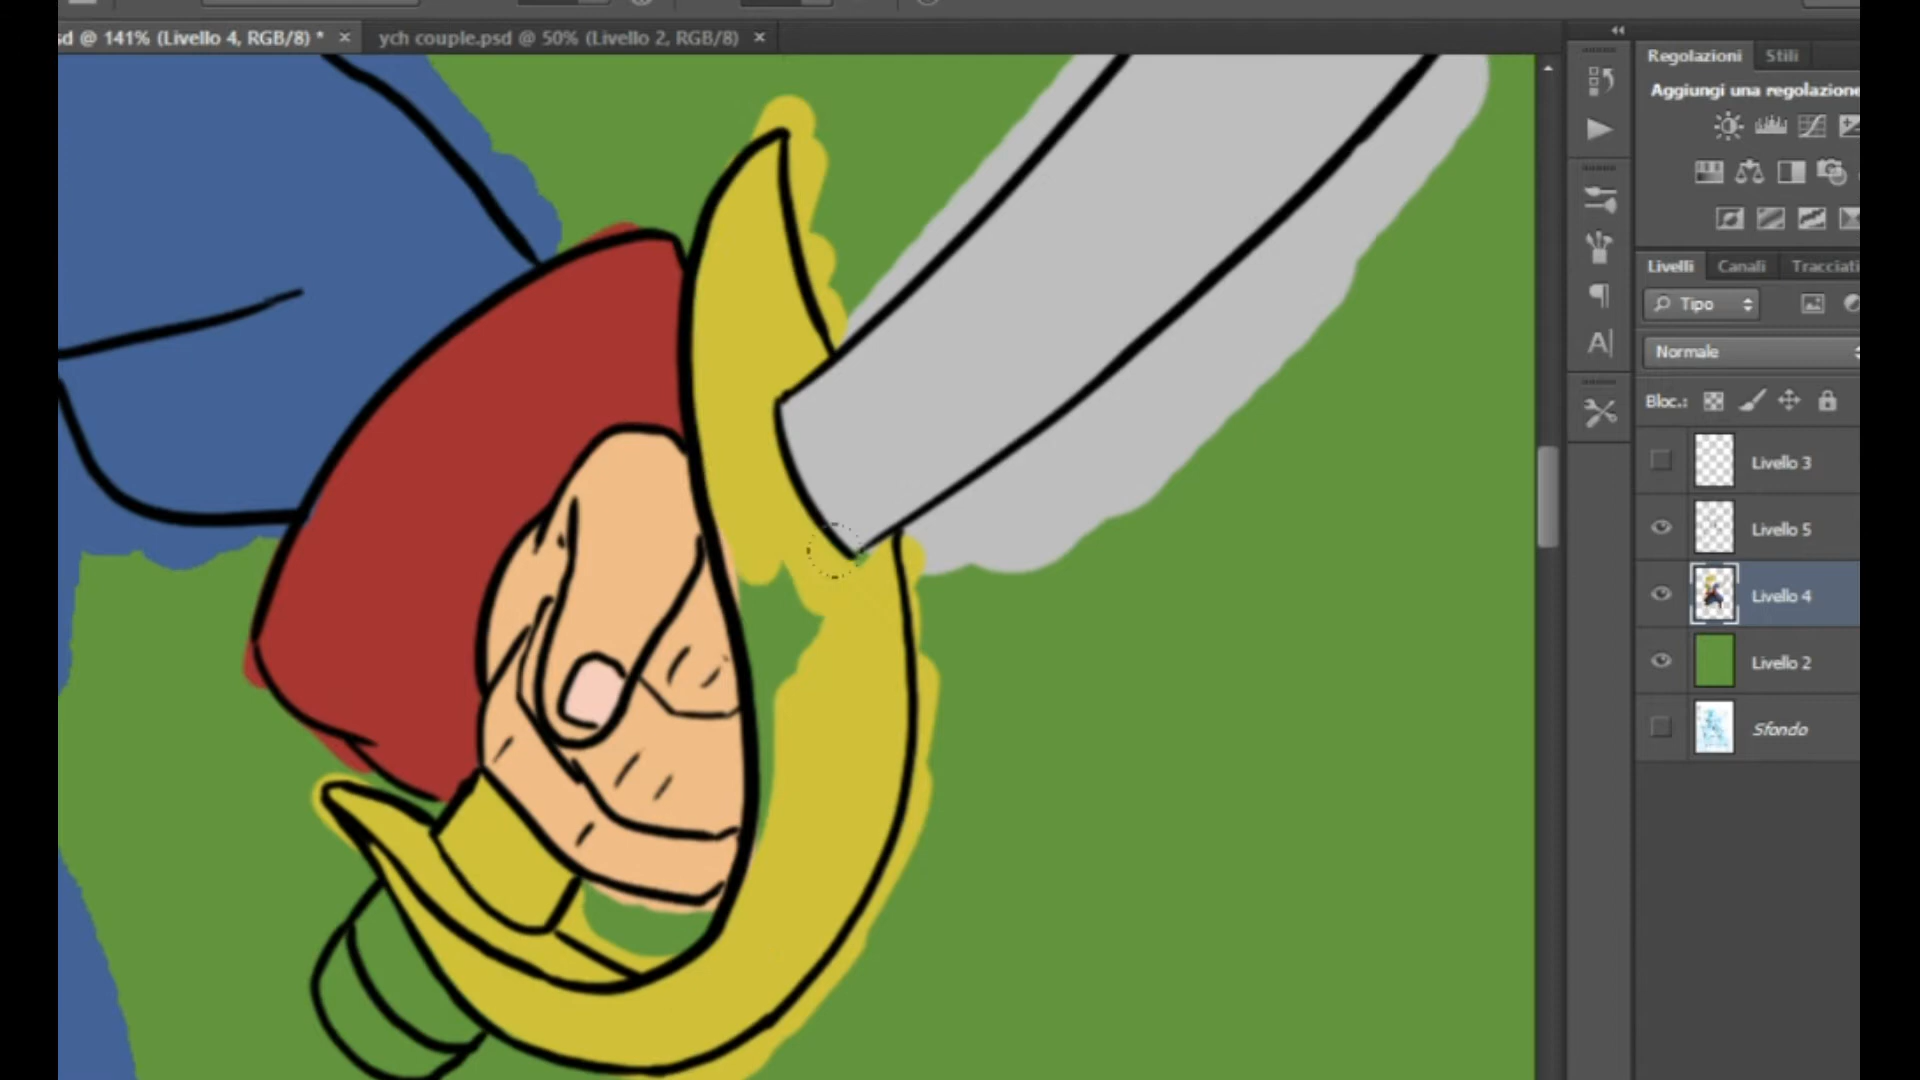 sd @ 141% (Livello 4, RGB/8) * ×
ych couple.psd @ 50% (Livello 2, RGB/8) ×
Regolazioni Stili
Aggiungi una regolazione
Livelli Canali Tracciati
Tipo
Normale
Bloc.:
Livello 3
Livello 5
Livello 4
Livello 2
Sfondo